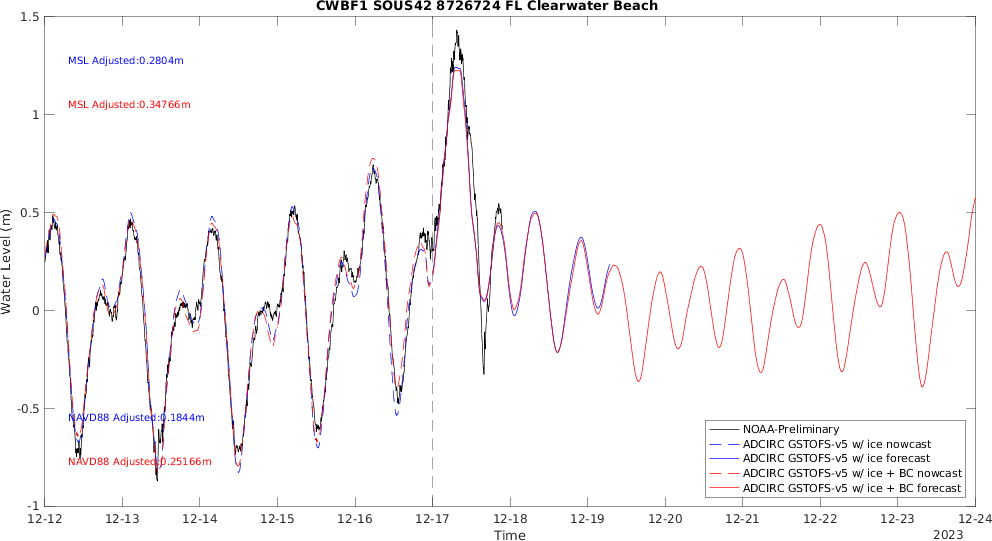 CWBF1 SOUS42 8726724 FL Clearwater Beach
1.5
1
0.5
0
-0.5
-1
Water Level (m)
MSL Adjusted:0.2804m
MSL Adjusted:0.34766m
NAVD88 Adjusted:0.1844m
NAVD88 Adjusted:0.25166m
NOAA-Preliminary
ADCIRC GSTOFS-v5 w/ ice nowcast
ADCIRC GSTOFS-v5 w/ ice forecast
ADCIRC GSTOFS-v5 w/ ice + BC nowcast
ADCIRC GSTOFS-v5 w/ ice + BC forecast
12-12 12-13 12-14 12-15 12-16 12-17 12-18 12-19 12-20 12-21 12-22 12-23 12-24
Time
2023